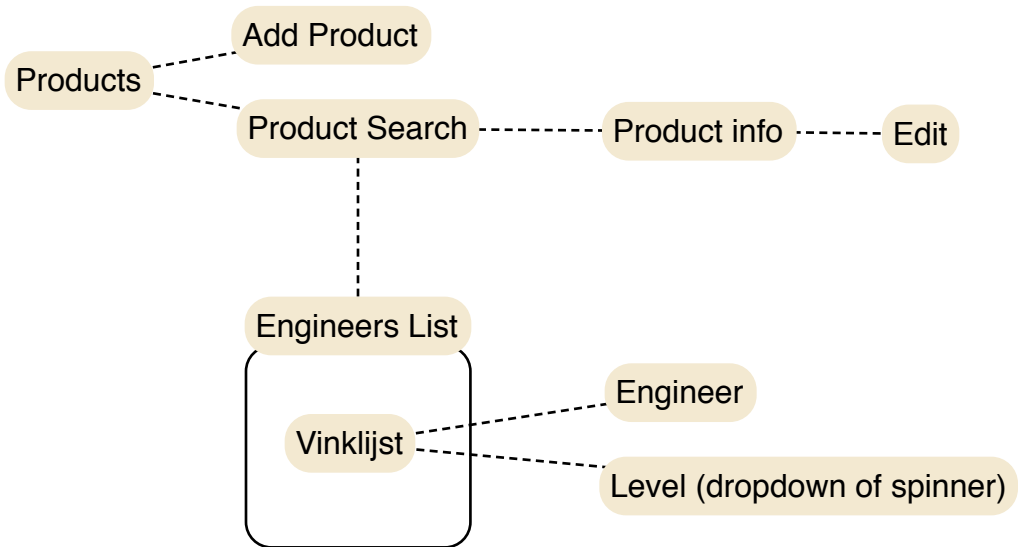 Add Product
Products
Product Search
Product info
Edit
Engineers List
Engineer
Vinklijst
Level (dropdown of spinner)